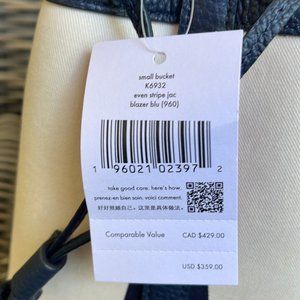 small bucket
K6932
even stripe jac
blazer blu (960)
1 96021 02397 2
take good care. here's how.
prenez-en bien soin. voici comment.
好好照顾自己。这里是具体做法。
Comparable Value CAD $429.00
USD $359.00